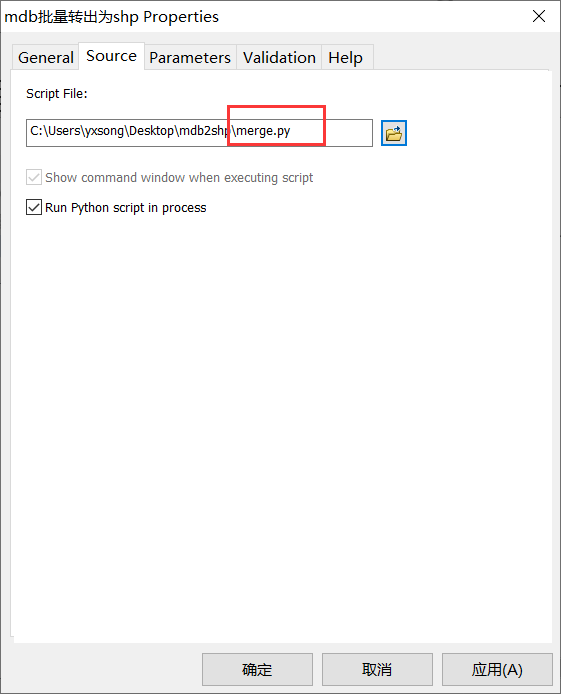 mdb批量转出为shp Properties
General Source Parameters Validation Help
Script File:
C:\Users\yxsong\Desktop\mdb2shp\merge.py
Show command window when executing script
Run Python script in process
确定 取消 应用(A)